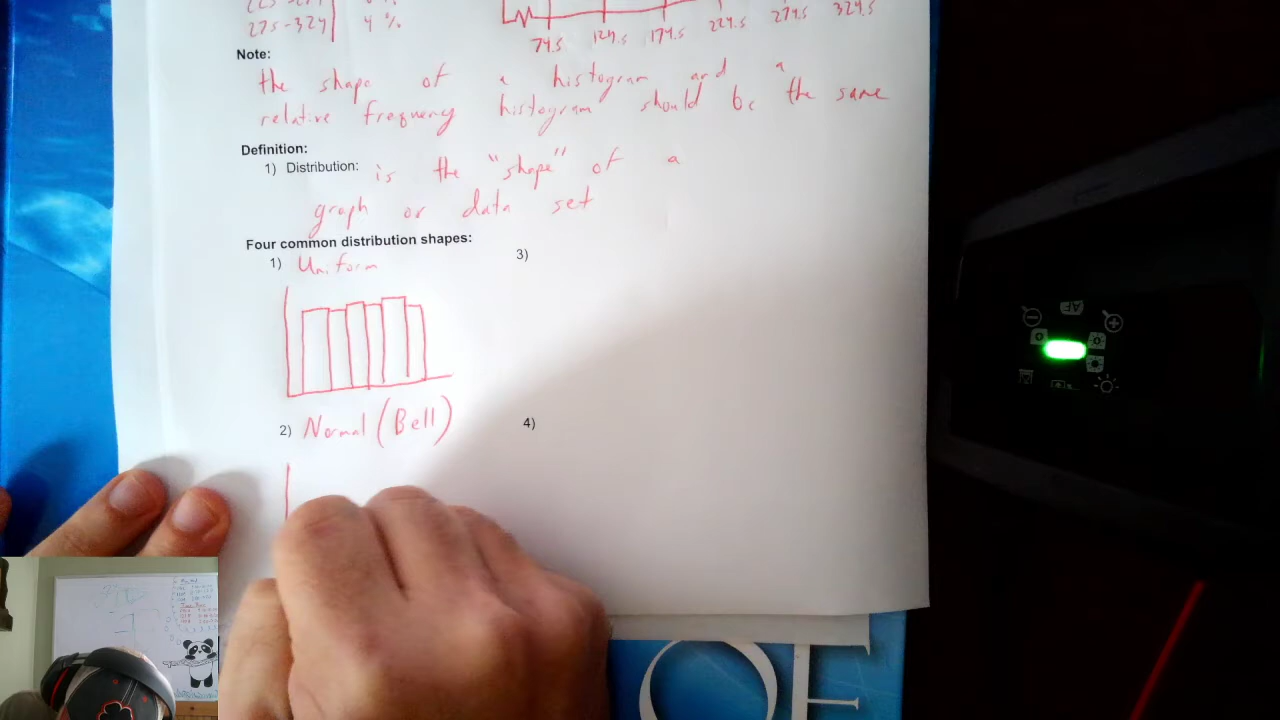 275-324 4 %
74.5 124.5 174.5 224.5 274.5 324.5
Note:
the shape of a histogram and a
relative frequency histogram should be the same
Definition:
1) Distribution: is the "shape" of a
graph or data set
Four common distribution shapes:
1) Uniform
3)
2) Normal (Bell)
4)
AF